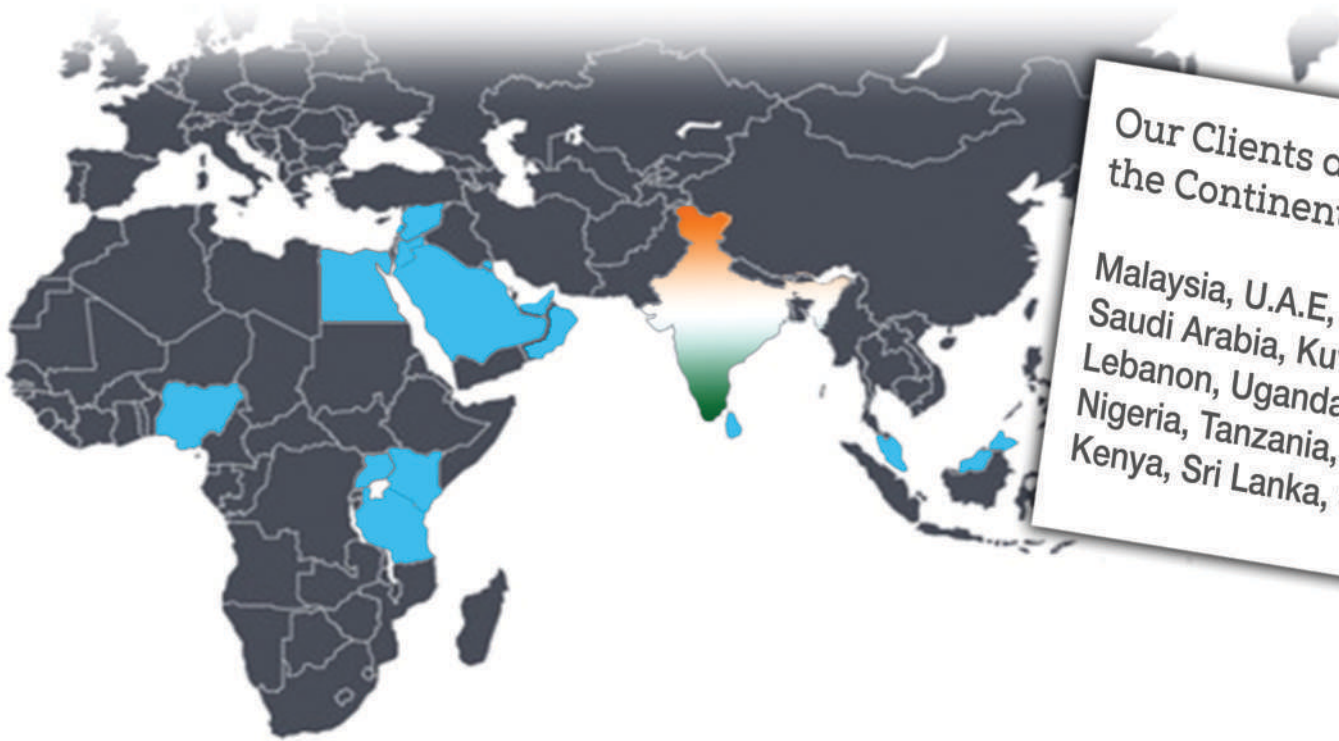 Our Clients
the Continent
Malaysia, U.A.E,
Saudi Arabia,
Lebanon, Uganda
Nigeria, Tanzania,
Kenya, Sri Lanka,